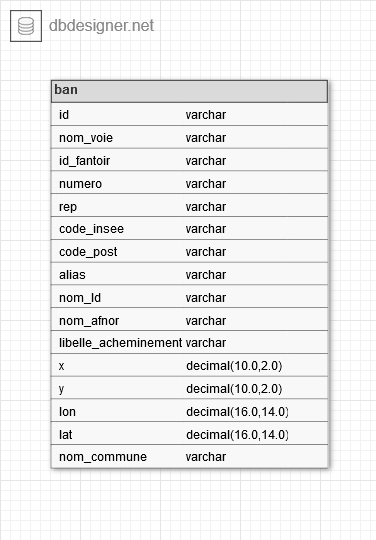 dbdesigner.net
ban
id varchar
nom_voie varchar
id_fantoir varchar
numero varchar
rep varchar
code_insee varchar
code_post varchar
alias varchar
nom_ld varchar
nom_afnor varchar
libelle_acheminement varchar
x decimal(10.0,2.0)
y decimal(10.0,2.0)
lon decimal(16.0,14.0)
lat decimal(16.0,14.0)
nom_commune varchar